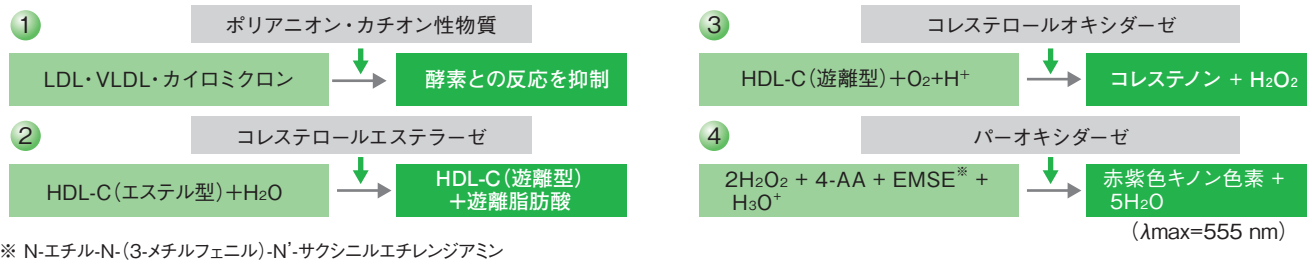 1
ポリアニオン・カチオン性物質
LDL・VLDL・カイロミクロン
酵素との反応を抑制
2
コレステロールエステラーゼ
HDL-C（エステル型）＋H2O
HDL-C（遊離型）
＋遊離脂肪酸
3
コレステロールオキシダーゼ
HDL-C（遊離型）＋O2+H+
コレステノン + H2O2
4
パーオキシダーゼ
2H2O2 + 4-AA + EMSE※ +
H3O+
赤紫色キノン色素 +
5H2O
（λmax=555 nm）
※ N-エチル-N-（3-メチルフェニル）-N’-サクシニルエチレンジアミン